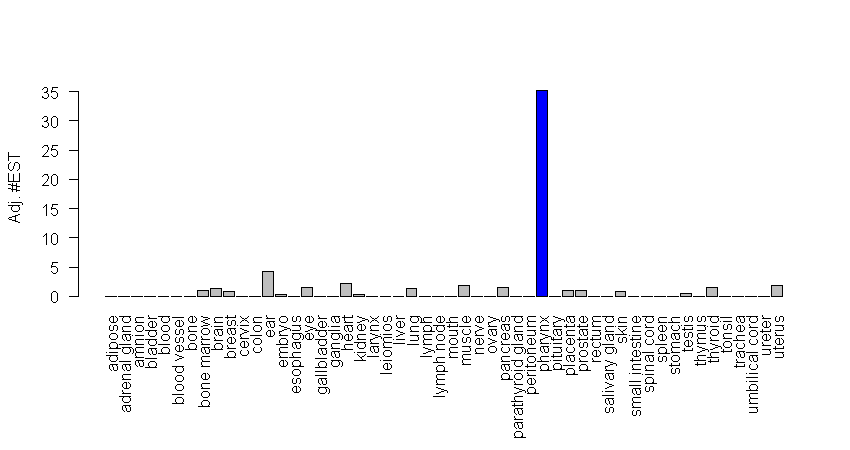 Adj. #EST
35
30
25
20
15
10
5
0
adipose
adrenal gland
amnion
bladder
blood
blood vessel
bone
bone marrow
brain
breast
cervix
colon
ear
embryo
esophagus
eye
gallbladder
ganglia
heart
kidney
larynx
leiomios
liver
lung
lymph
lymph node
mouth
muscle
nerve
ovary
pancreas
parathyroid gland
peritoneum
pharynx
pituitary
placenta
prostate
rectum
salivary gland
skin
small intestine
spinal cord
spleen
stomach
testis
thymus
thyroid
tonsil
trachea
umbilical cord
ureter
uterus